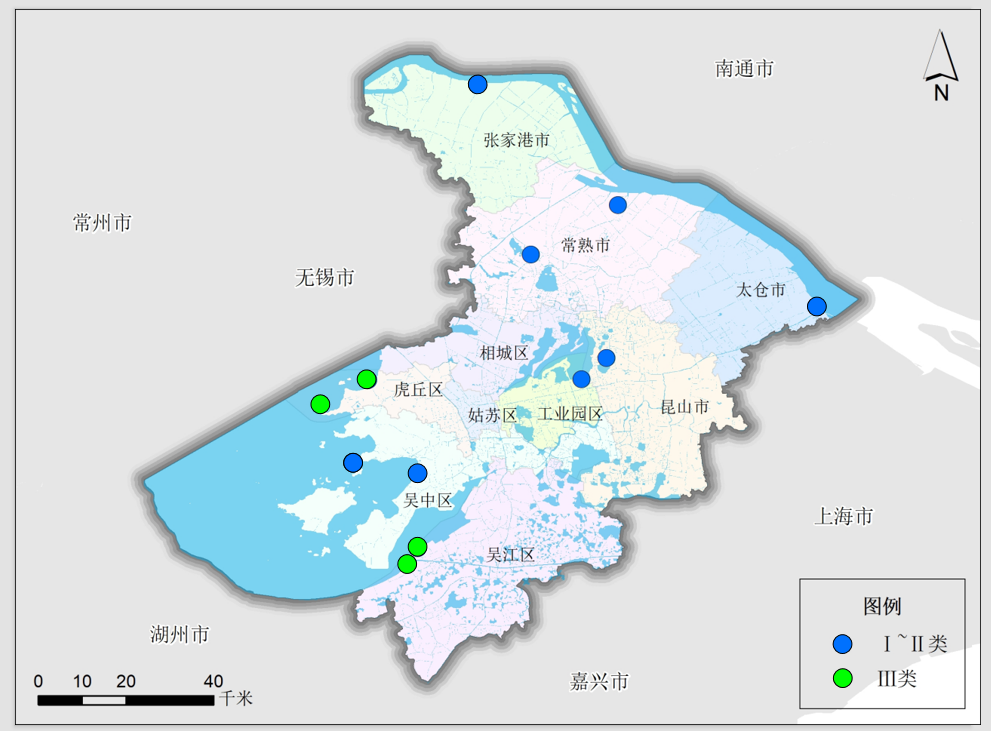 南通市
N
张家港市
常州市
常熟市
无锡市
太仓市
相城区
虎丘区
姑苏区
工业园区
昆山市
吴中区
上海市
吴江区
湖州市
嘉兴市
图例
Ⅰ~Ⅱ类
Ⅲ类
0 10 20 40
千米